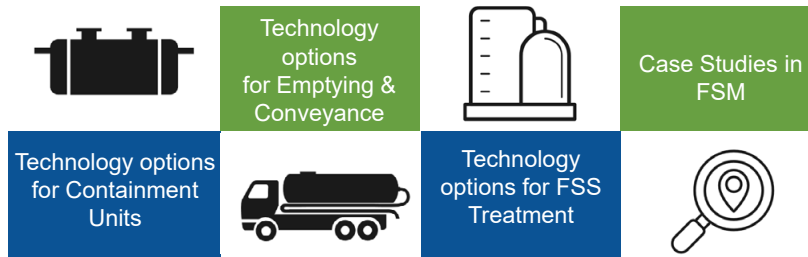 Technology
options
for Emptying &
Conveyance
Case Studies in
FSM
Technology options
for Containment
Units
Technology
options for FSS
Treatment